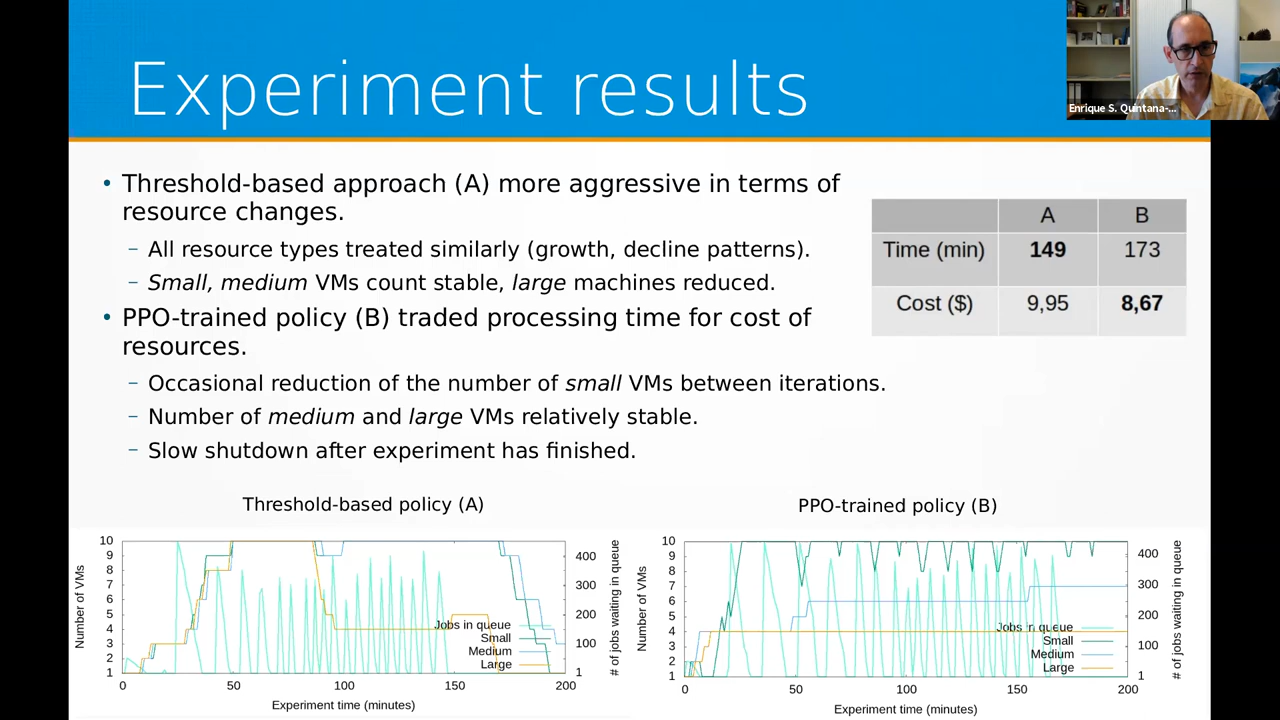 Experiment results
Enrique S. Quintana-...
• Threshold-based approach (A) more aggressive in terms of
resource changes.
– All resource types treated similarly (growth, decline patterns).
– Small, medium VMs count stable, large machines reduced.
• PPO-trained policy (B) traded processing time for cost of
resources.
– Occasional reduction of the number of small VMs between iterations.
– Number of medium and large VMs relatively stable.
– Slow shutdown after experiment has finished.
A B
Time (min) 149 173
Cost ($) 9,95 8,67
Threshold-based policy (A)
Number of VMs
10
9
8
7
6
5
4
3
2
1
0 50 100 150 200
Experiment time (minutes)
400
300
200
100
1
# of jobs waiting in queue
Jobs in queue
Small
Medium
Large
PPO-trained policy (B)
Number of VMs
10
9
8
7
6
5
4
3
2
1
0 50 100 150 200
Experiment time (minutes)
400
300
200
100
1
# of jobs waiting in queue
Jobs in queue
Small
Medium
Large